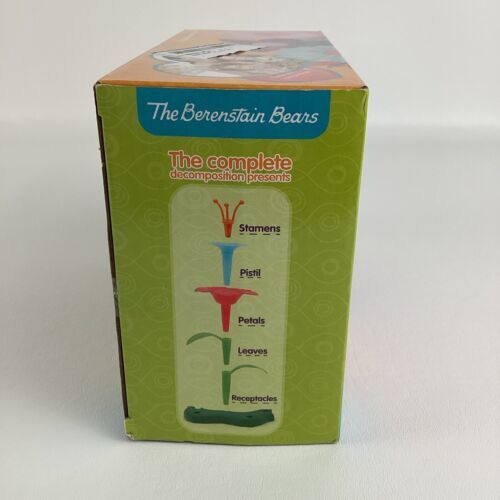 The Berenstain Bears
The complete
decomposition presents
Stamens
Pistil
Petals
Leaves
Receptacles